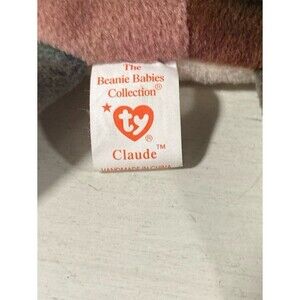 The
Beanie Babies
Collection®
ty
Claude™
HANDMADE IN CHINA